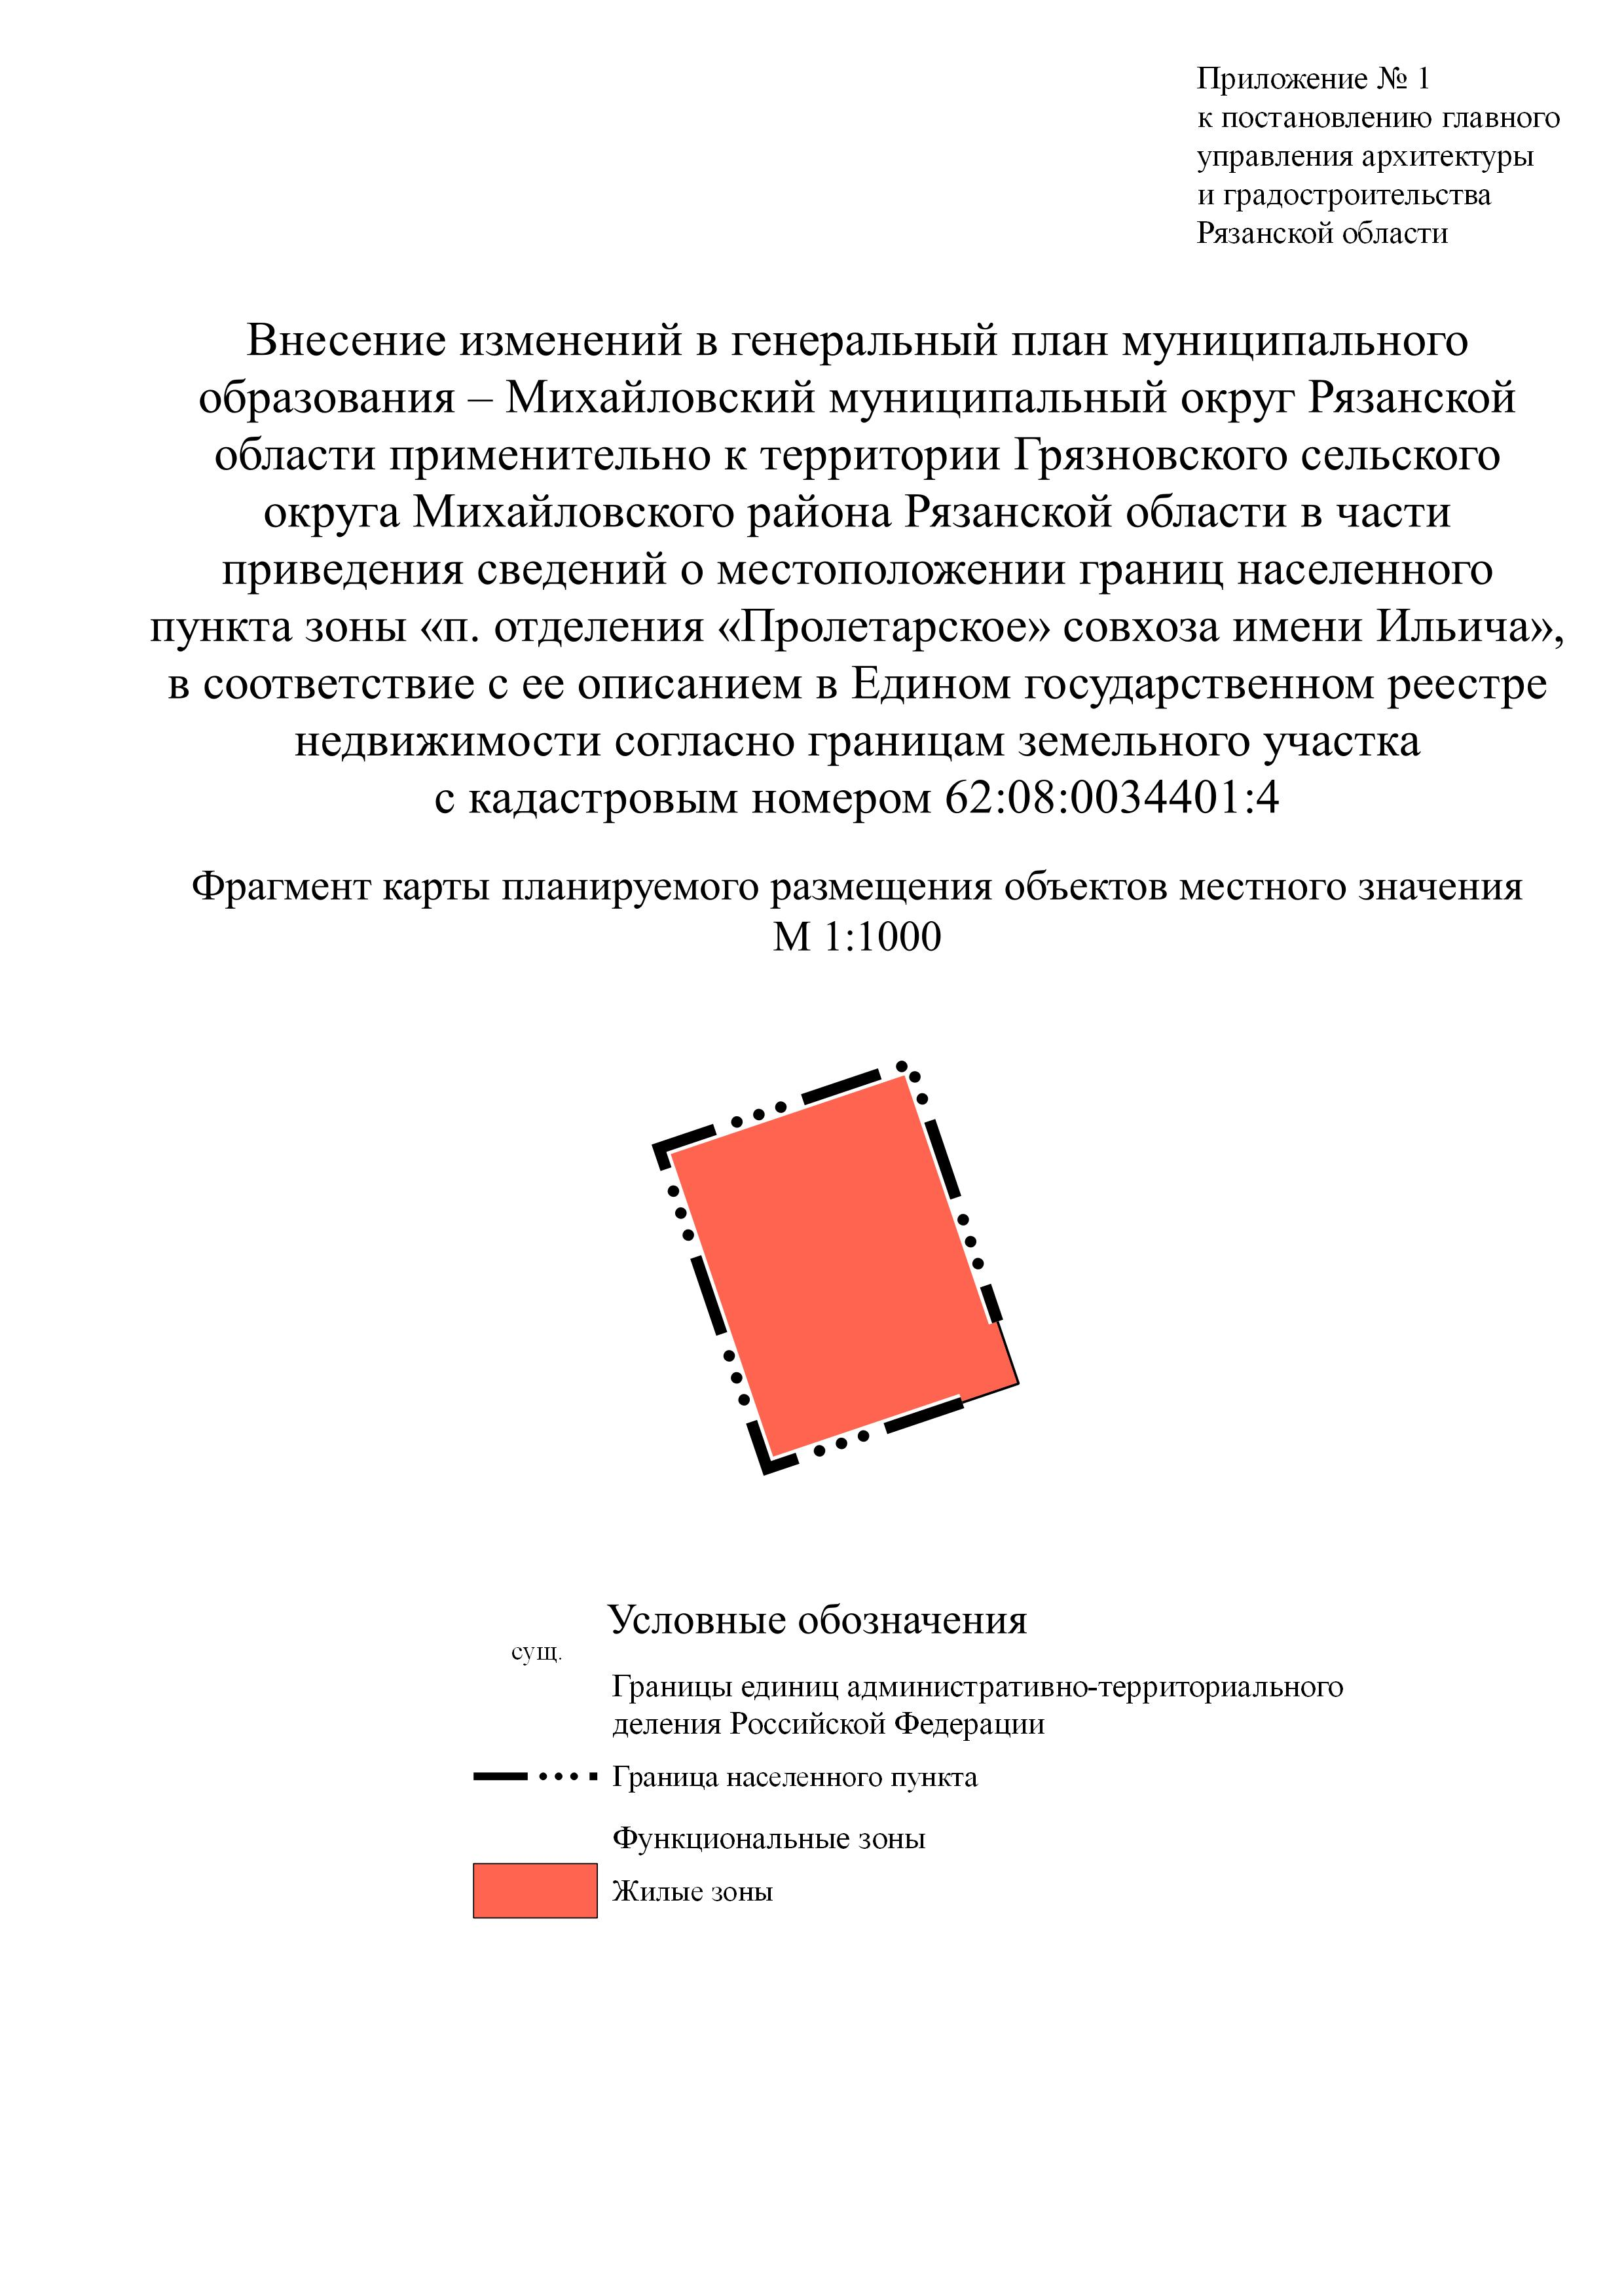 Приложение № 1
к постановлению главного
управления архитектуры
и градостроительства
Рязанской области
Внесение изменений в генеральный план муниципального
образования – Михайловский муниципальный округ Рязанской
области применительно к территории Грязновского сельского
округа Михайловского района Рязанской области в части
приведения сведений о местоположении границ населенного
пункта зоны «п. отделения «Пролетарское» совхоза имени Ильича»,
в соответствие с ее описанием в Едином государственном реестре
недвижимости согласно границам земельного участка
с кадастровым номером 62:08:0034401:4
Фрагмент карты планируемого размещения объектов местного значения
М 1:1000
Условные обозначения
сущ.
Границы единиц административно-территориального
деления Российской Федерации
Граница населенного пункта
Функциональные зоны
Жилые зоны